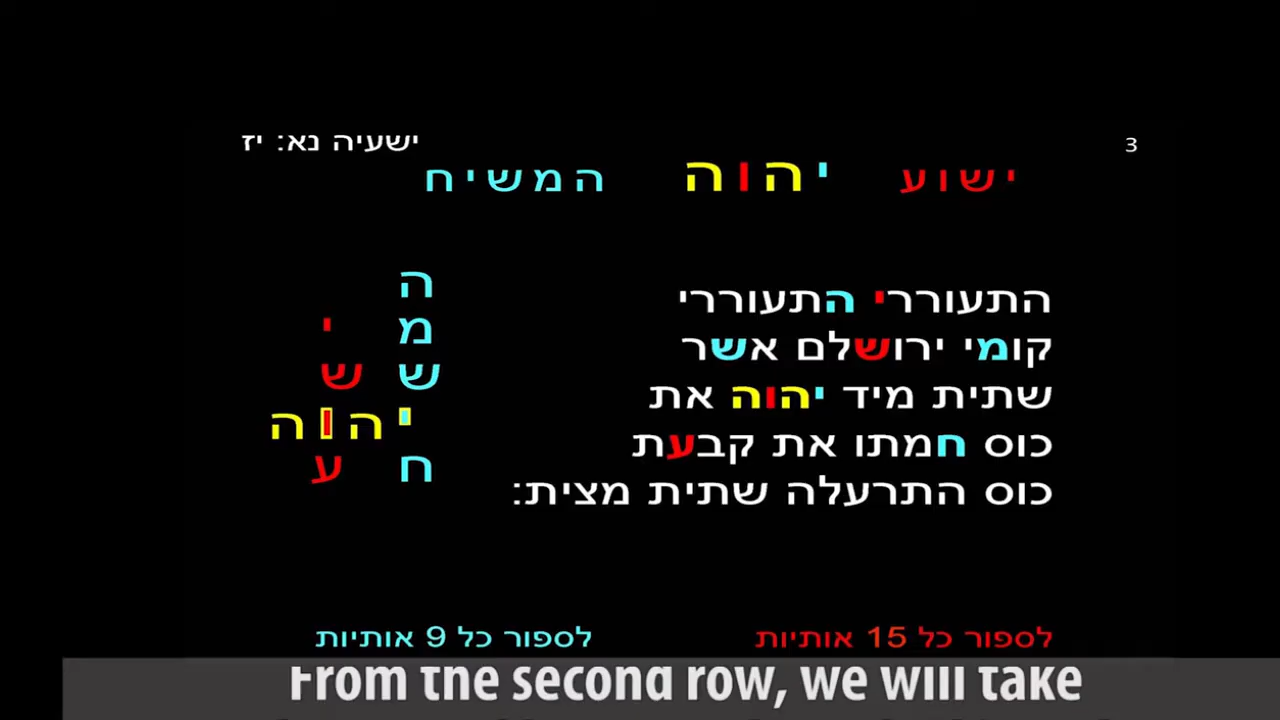 3
ישעיה נא: יז
ישוע יהוה המשיח
התעוררי התעוררי
קומי ירושלם אשר
שתית מיד יהוה את
כוס חמתו את קבעת
כוס התרעלה שתית מצית:
ה
י מ
ש ש
יהוה
ח ע
לספור כל 15 אותיות
לספור כל 9 אותיות
From the second row, we will take